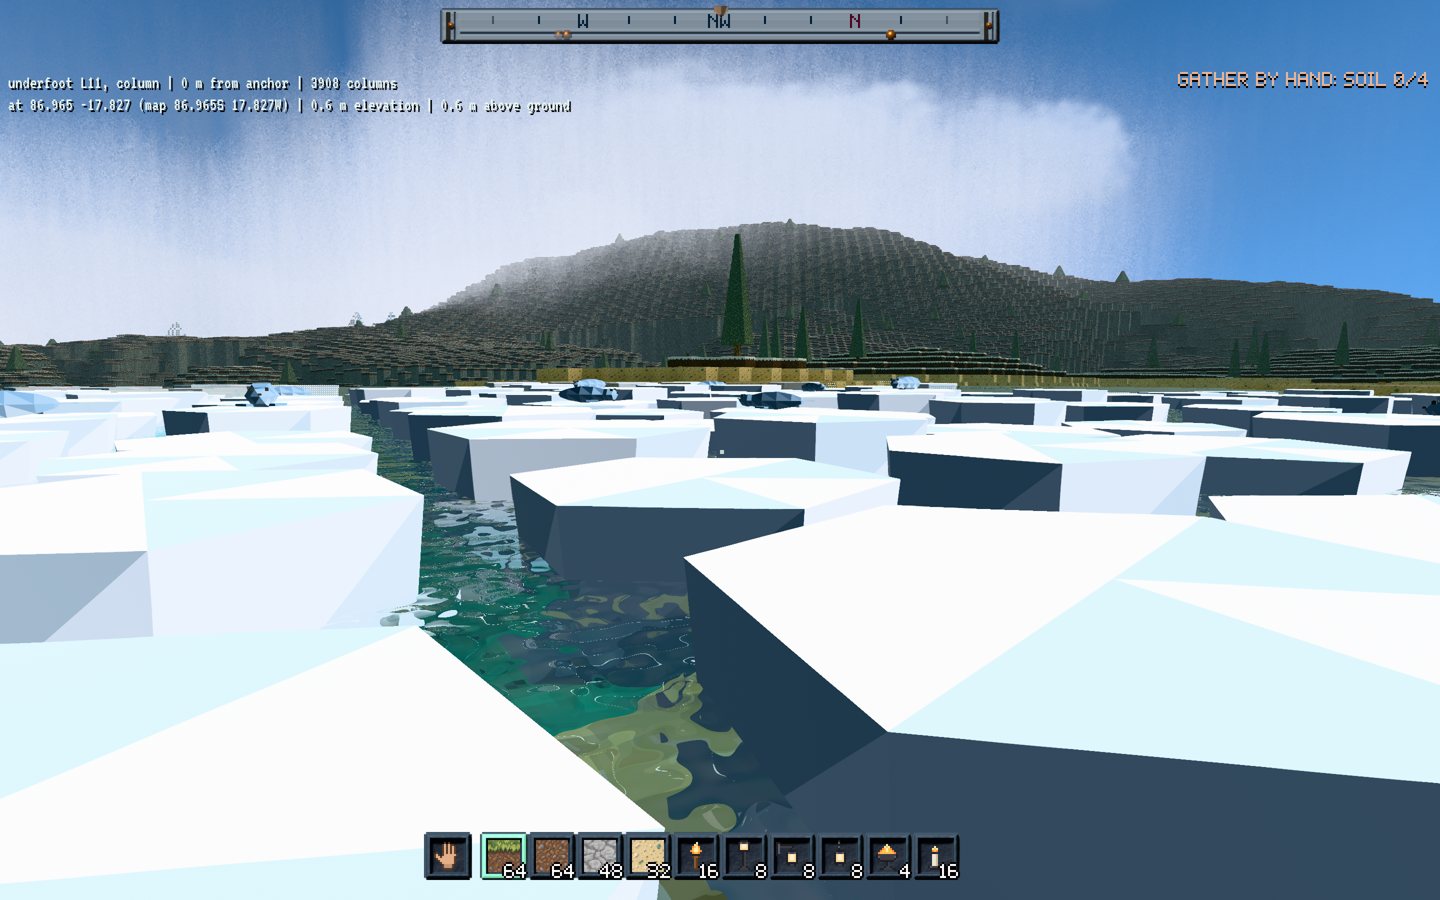 W NW N
underfoot L11, column | 0 m from anchor | 3908 columns
at 86.965 -17.827 (map 86.965S 17.827W) | 0.6 m elevation | 0.6 m above ground
GATHER BY HAND: SOIL 0/4
64 64 48 32 16 8 8 8 4 16